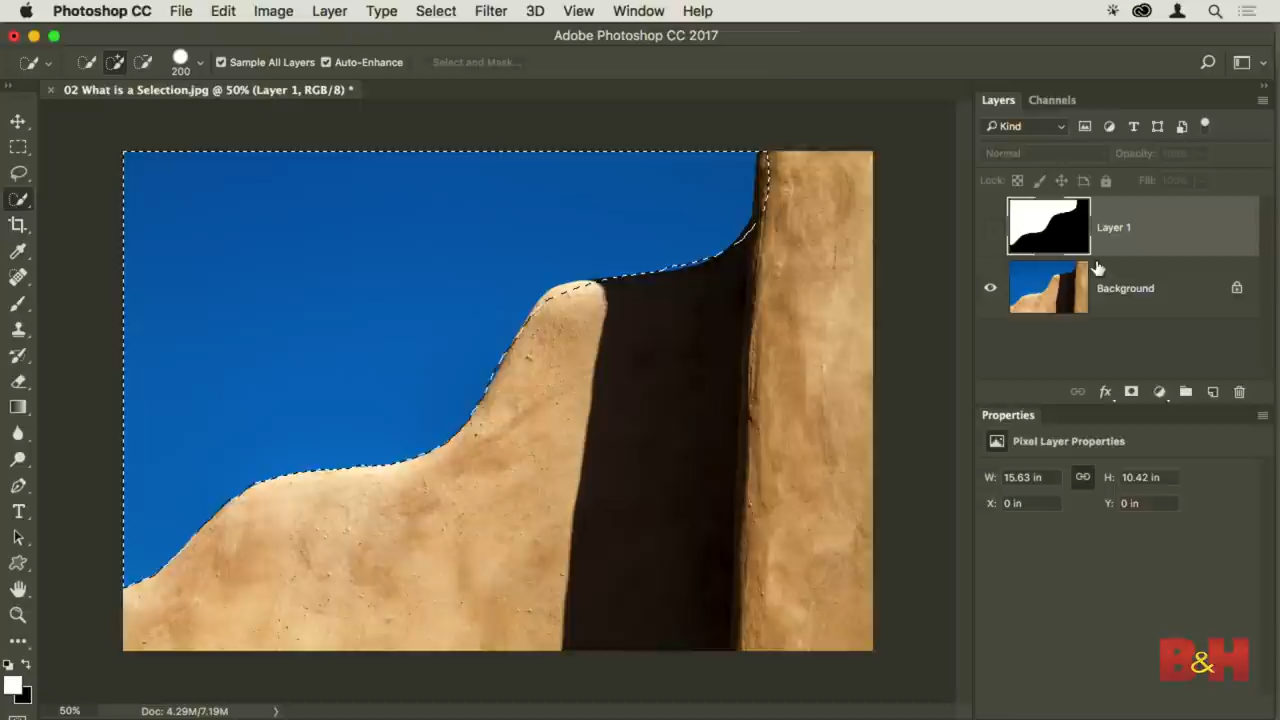 Photoshop CC File Edit Image Layer Type Select Filter 3D View Window Help
Adobe Photoshop CC 2017
200 Sample All Layers Auto-Enhance Select and Mask...
× 02 What is a Selection.jpg @ 50% (Layer 1, RGB/8) *
Layers Channels
Kind
Normal Opacity: 100%
Lock: Fill: 100%
Layer 1
Background
fx
Properties
Pixel Layer Properties
W: 15.63 in H: 10.42 in
X: 0 in Y: 0 in
B&H
50% Doc: 4.29M/7.19M